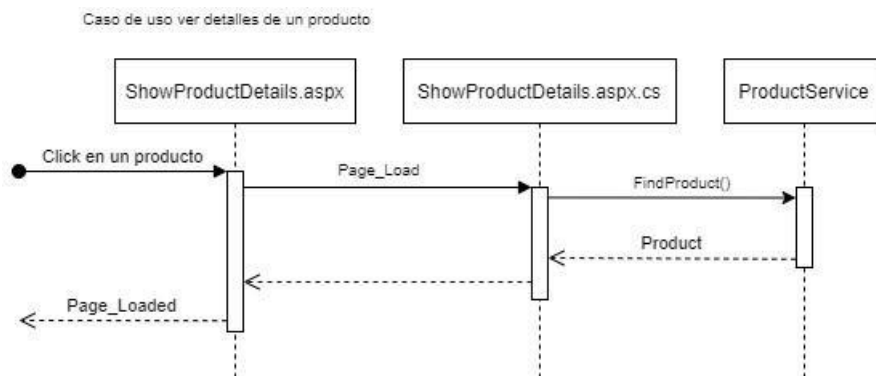 Caso de uso ver detalles de un producto
ShowProductDetails.aspx
ShowProductDetails.aspx.cs
ProductService
Click en un producto
Page_Load
FindProduct()
Product
Page_Loaded